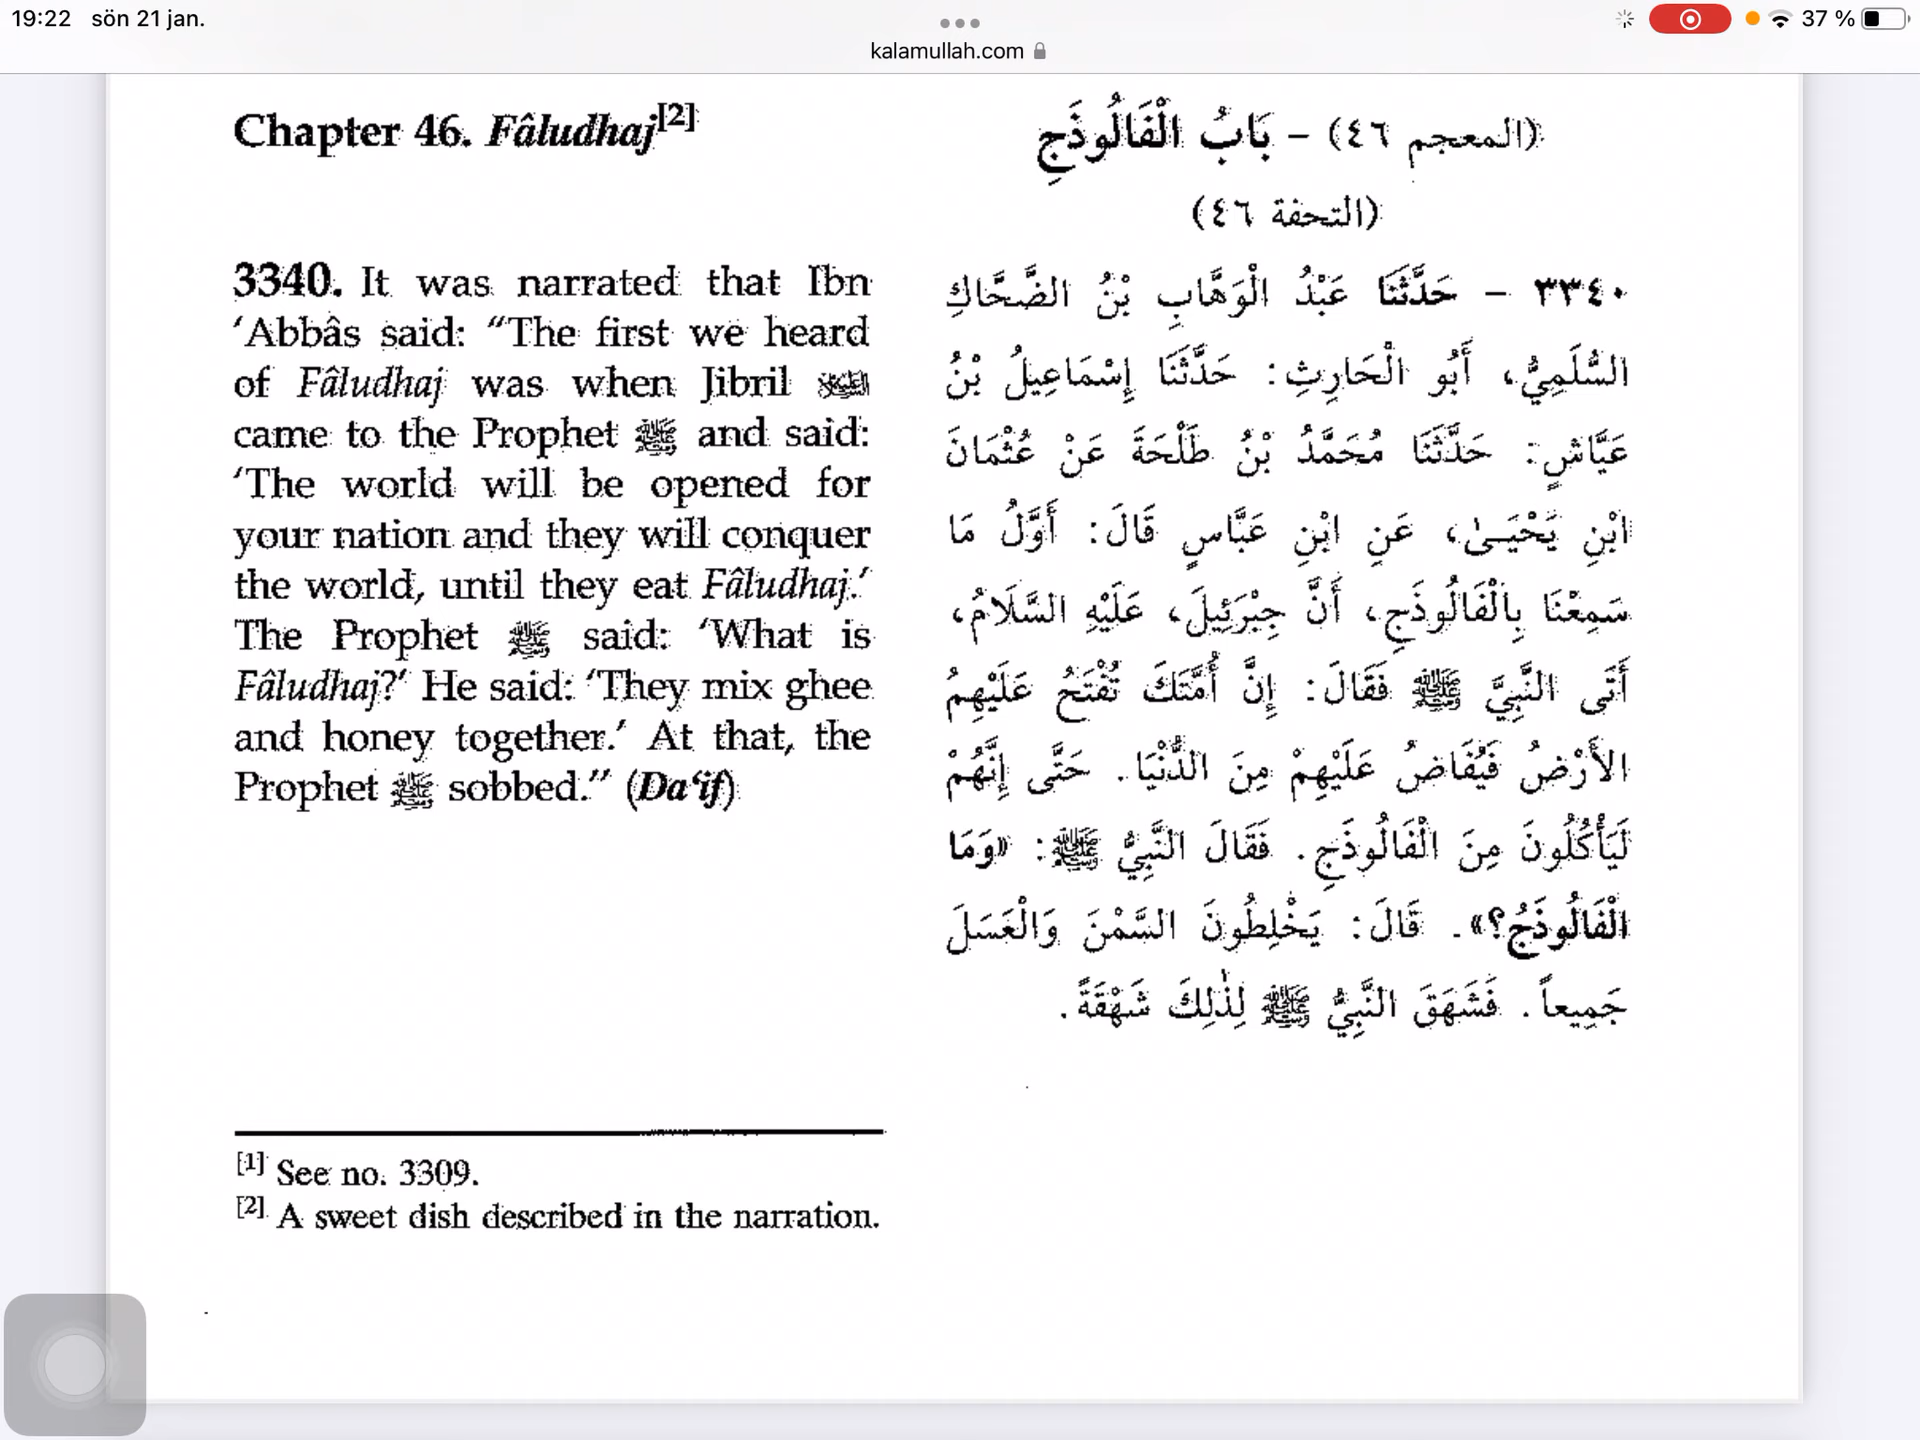 19:22 sön 21 jan.
37 %
kalamullah.com
Chapter 46. Fâludhaj[2]
3340. It was narrated that Ibn
‘Abbâs said: “The first we heard
of Fâludhaj was when Jibril
came to the Prophet ﷺ and said:
‘The world will be opened for
your nation and they will conquer
the world, until they eat Fâludhaj.’
The Prophet ﷺ said: ‘What is
Fâludhaj?’ He said: ‘They mix ghee
and honey together.’ At that, the
Prophet ﷺ sobbed.” (Da‘if)
(المعجم ٤٦) – بَابُ الْفَالُوذَجِ
(التحفة ٤٦)
٣٣٤٠ – حَدَّثَنَا عَبْدُ الْوَهَّابِ بْنُ الضَّحَّاكِ
السُّلَمِيُّ، أَبُو الْحَارِثِ: حَدَّثَنَا إِسْمَاعِيلُ بْنُ
عَيَّاشٍ: حَدَّثَنَا مُحَمَّدُ بْنُ طَلْحَةَ عَنْ عُثْمَانَ
ابْنِ يَحْيَىٰ، عَنِ ابْنِ عَبَّاسٍ قَالَ: أَوَّلُ مَا
سَمِعْنَا بِالْفَالُوذَجِ، أَنَّ جِبْرَئِيلَ، عَلَيْهِ السَّلَامُ،
أَتَى النَّبِيَّ ﷺ فَقَالَ: إِنَّ أُمَّتَكَ تُفْتَحُ عَلَيْهِمُ
الأَرْضُ فَيُفَاضُ عَلَيْهِمْ مِنَ الدُّنْيَا. حَتَّى إِنَّهُمْ
لَيَأْكُلُونَ مِنَ الْفَالُوذَجِ. فَقَالَ النَّبِيُّ ﷺ: «وَمَا
الْفَالُوذَجُ؟». قَالَ: يَخْلِطُونَ السَّمْنَ وَالْعَسَلَ
جَمِيعاً. فَشَهَقَ النَّبِيُّ ﷺ لِذٰلِكَ شَهْقَةً.
[1] See no. 3309.
[2] A sweet dish described in the narration.